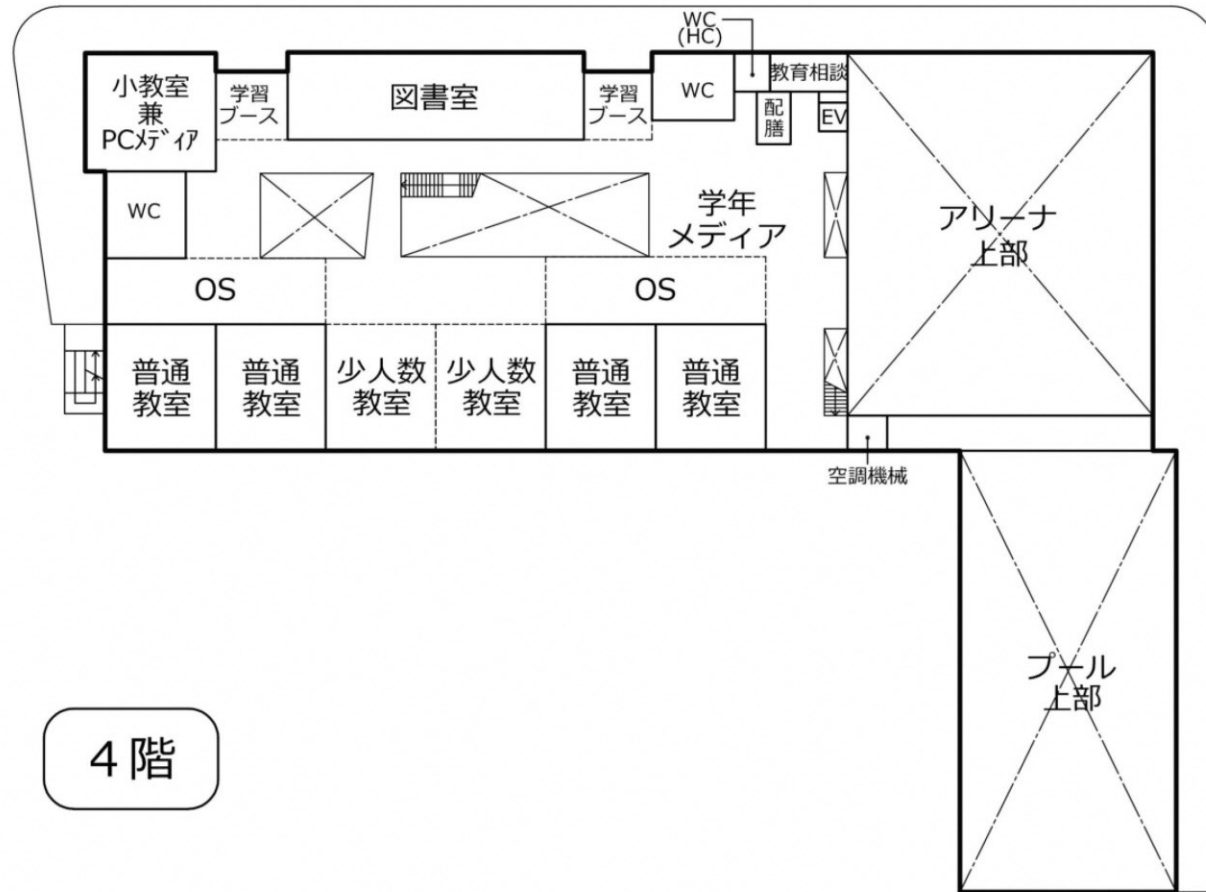 WC
(HC)
小教室
兼
PCﾒﾃﾞｨｱ
学習
ブース
図書室
学習
ブース
WC
教育相談
配
膳
EV
WC
学年
メディア
アリーナ
上部
OS
OS
普通
教室
普通
教室
少人数
教室
少人数
教室
普通
教室
普通
教室
空調機械
プール
上部
４階